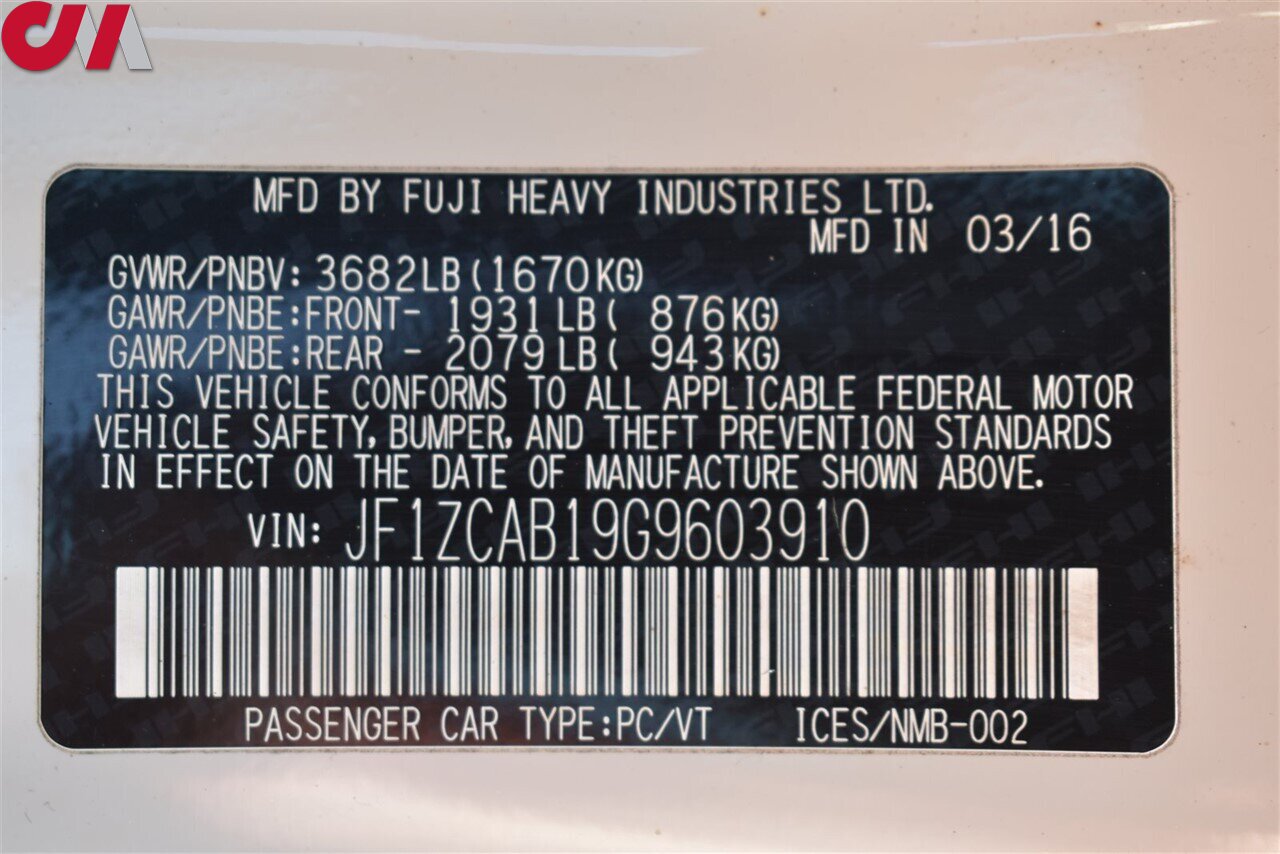 CM
MFD BY FUJI HEAVY INDUSTRIES LTD.
MFD IN 03/16
GVWR/PNBV: 3682LB(1670KG)
GAWR/PNBE:FRONT- 1931LB( 876KG)
GAWR/PNBE:REAR - 2079LB( 943KG)
THIS VEHICLE CONFORMS TO ALL APPLICABLE FEDERAL MOTOR
VEHICLE SAFETY, BUMPER, AND THEFT PREVENTION STANDARDS
IN EFFECT ON THE DATE OF MANUFACTURE SHOWN ABOVE.
VIN: JF1ZCAB19G9603910
PASSENGER CAR TYPE:PC/VT ICES/NMB-002